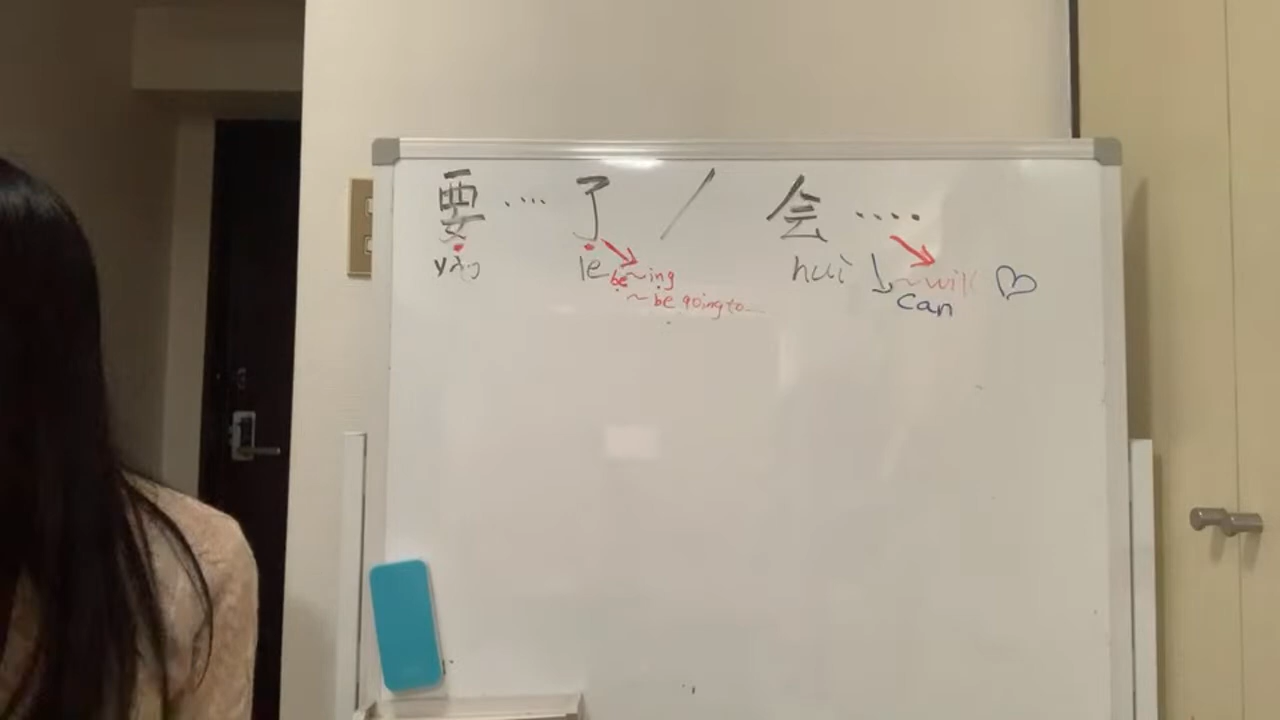 要····了 / 会····
yào le be~ing huì ~will
~be going to... can